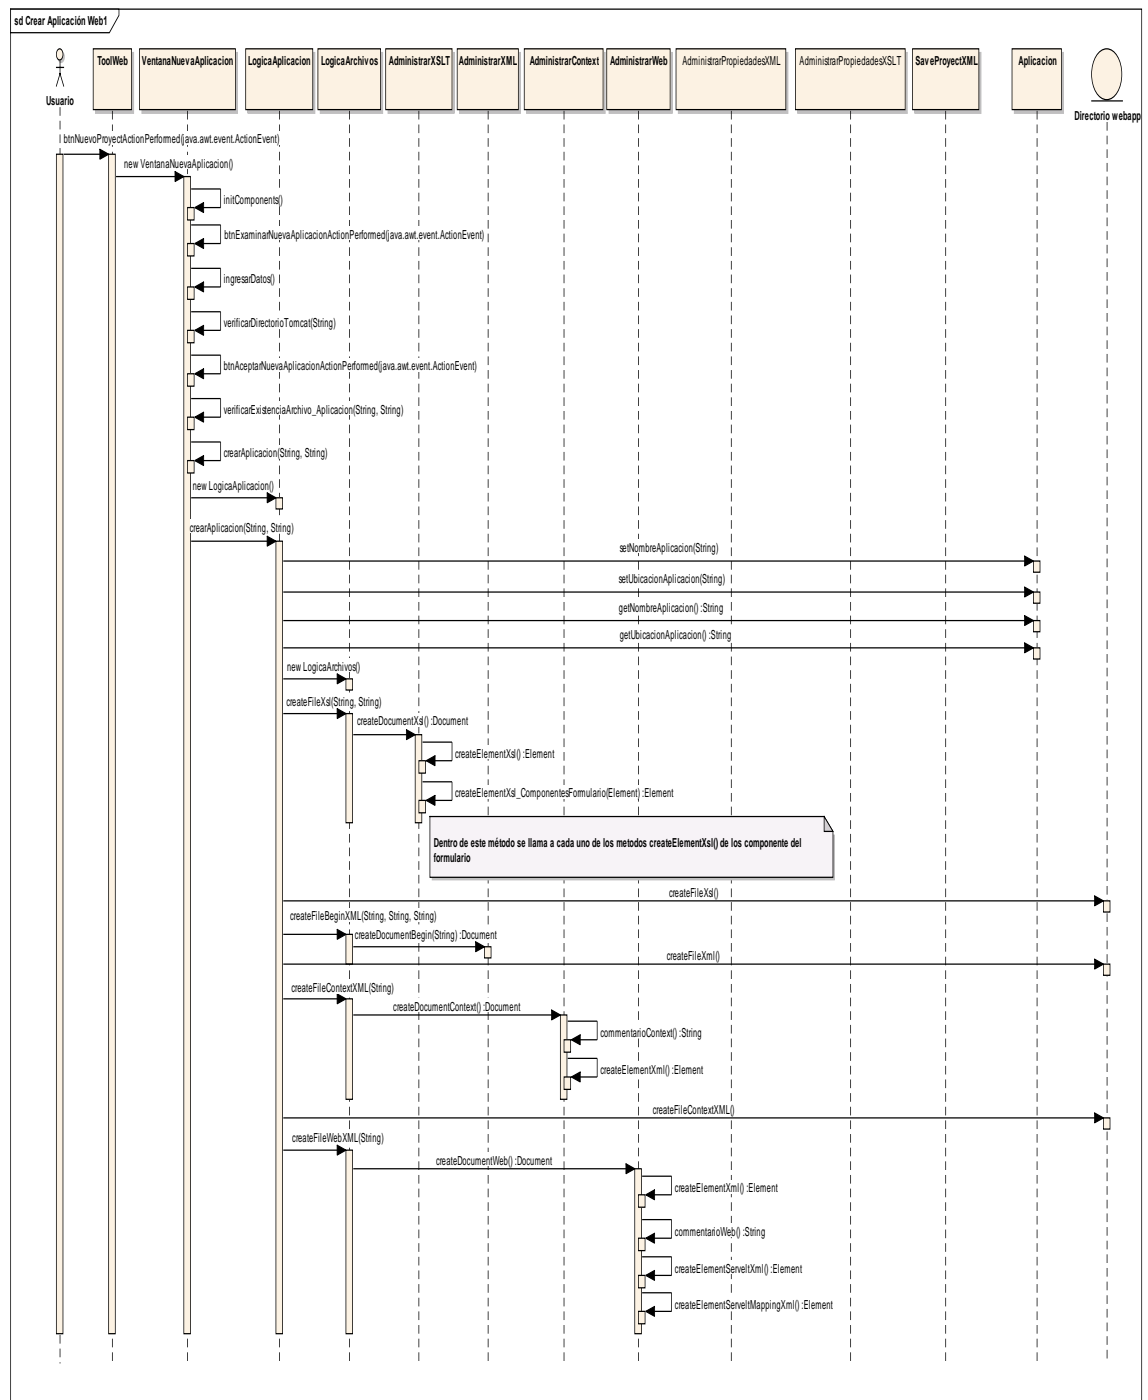 sd Crear Aplicación Web1
Usuario
ToolWeb
VentanaNuevaAplicacion
LogicaAplicacion
LogicaArchivos
AdministrarXSLT
AdministrarXML
AdministrarContext
AdministrarWeb
AdministrarPropiedadesXML
AdministrarPropiedadesXSLT
SaveProyectXML
Aplicacion
Directorio webapp
btnNuevoProyectActionPerformed(java.awt.event.ActionEvent)
new VentanaNuevaAplicacion()
initComponents()
btnExaminarNuevaAplicacionActionPerformed(java.awt.event.ActionEvent)
ingresarDatos()
verificarDirectorioTomcat(String)
btnAceptarNuevaAplicacionActionPerformed(java.awt.event.ActionEvent)
verificarExistenciaArchivo_Aplicacion(String, String)
crearAplicacion(String, String)
new LogicaAplicacion()
crearAplicacion(String, String)
setNombreAplicacion(String)
setUbicacionAplicacion(String)
getNombreAplicacion() :String
getUbicacionAplicacion() :String
new LogicaArchivos()
createFileXsl(String, String)
createDocumentXsl() :Document
createElementXsl() :Element
createElementXsl_ComponentesFormulario(Element) :Element
Dentro de este método se llama a cada uno de los metodos createElementXsl() de los componente del
formulario
createFileXsl()
createFileBeginXML(String, String, String)
createDocumentBegin(String) :Document
createFileXml()
createFileContextXML(String)
createDocumentContext() :Document
commentarioContext() :String
createElementXml() :Element
createFileContextXML()
createFileWebXML(String)
createDocumentWeb() :Document
createElementXml() :Element
commentarioWeb() :String
createElementServeltXml() :Element
createElementServeltMappingXml() :Element